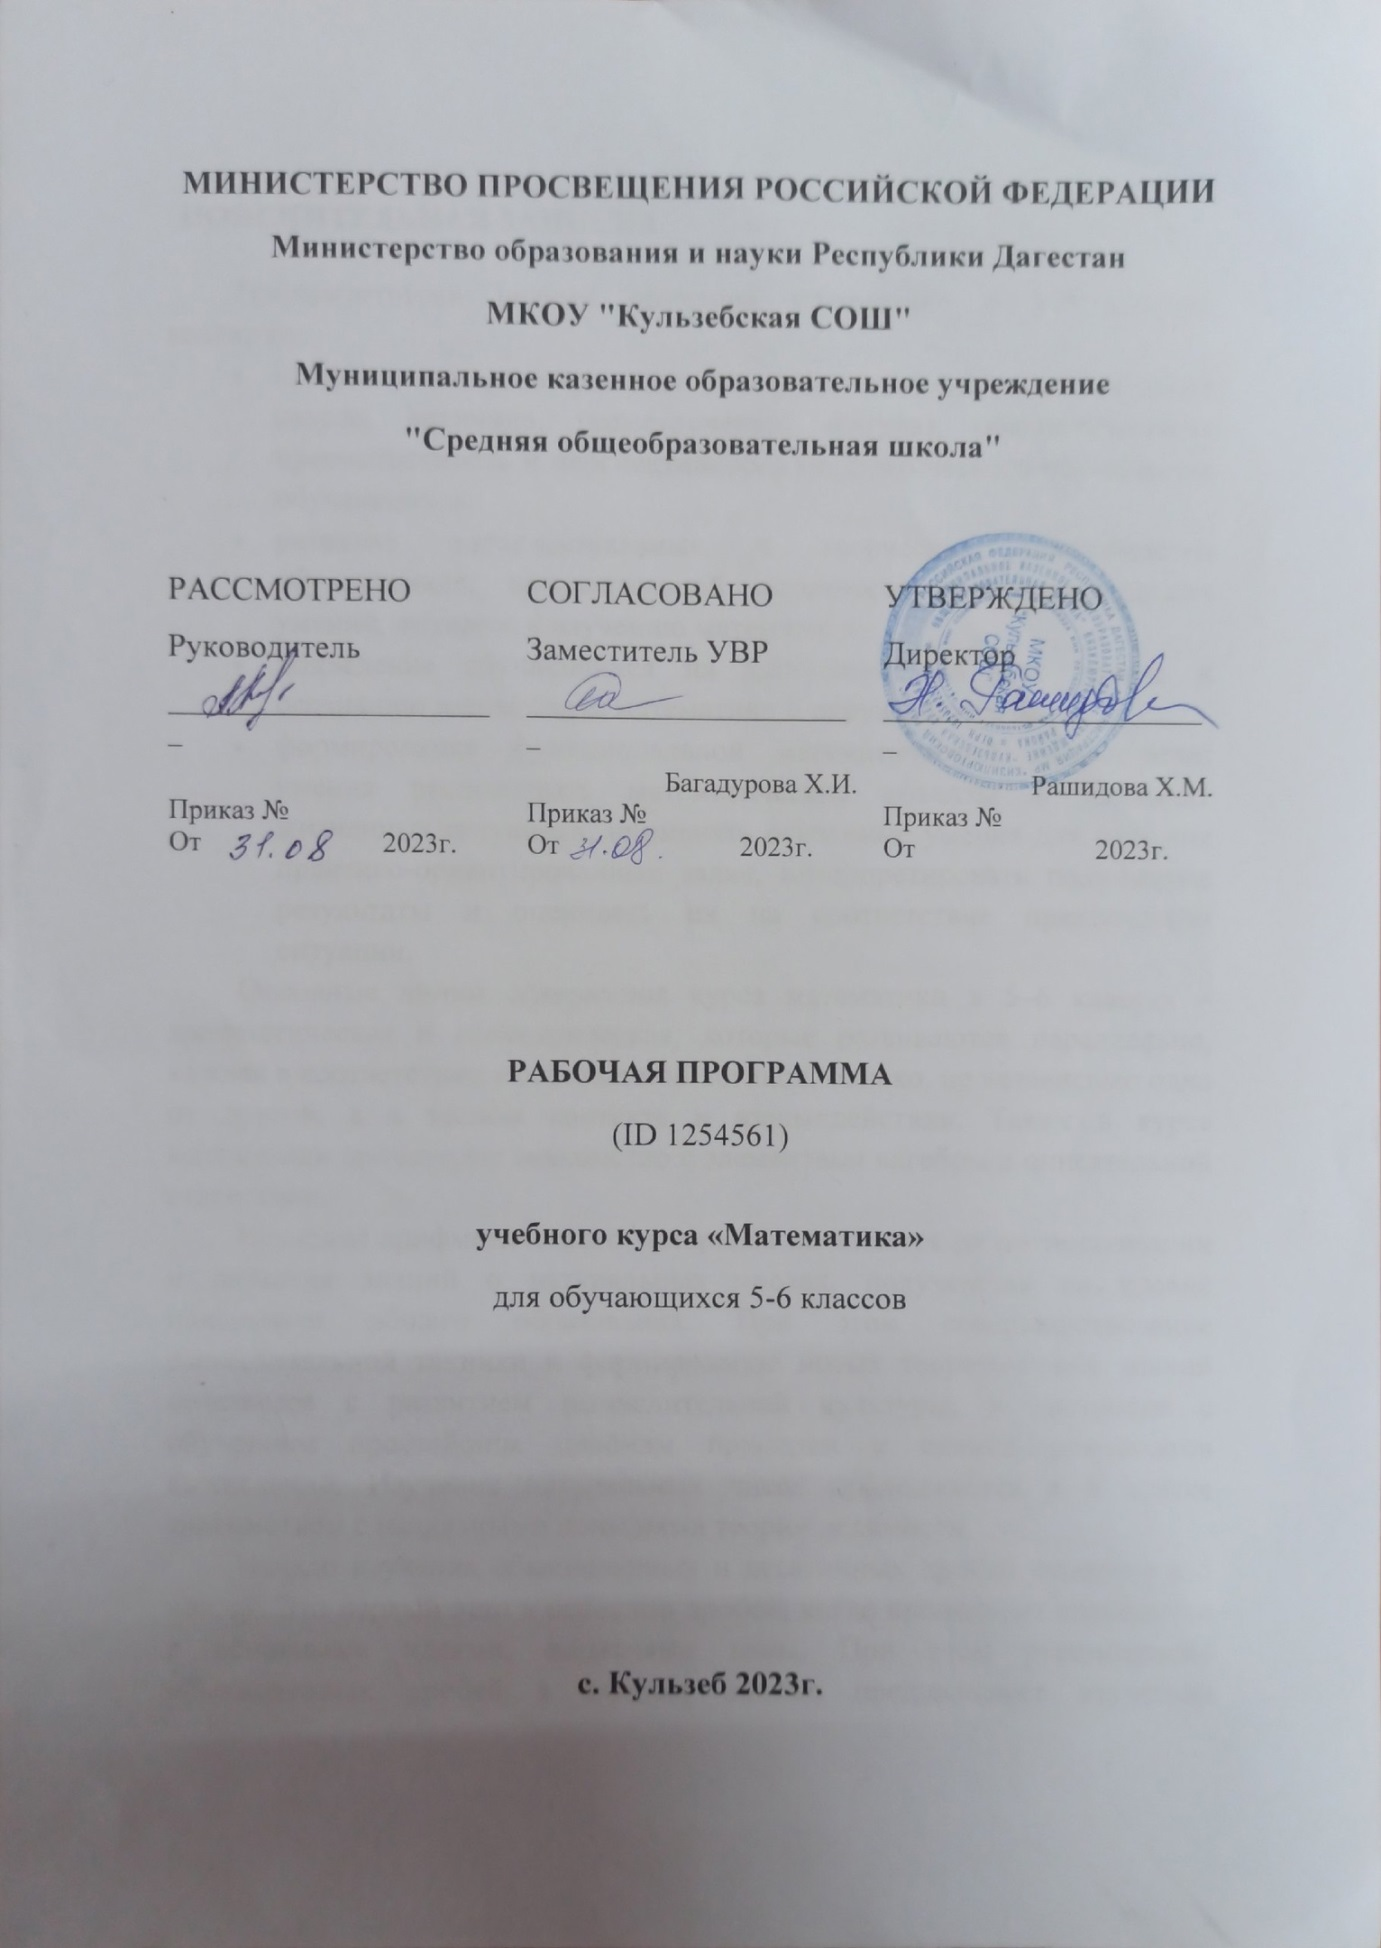 МИНИСТЕРСТВО ПРОСВЕЩЕНИЯ РОССИЙСКОЙ ФЕДЕРАЦИИ
Министерство образования и науки Республики Дагестан
МКОУ "Кульзебская СОШ"
Муниципальное казенное образовательное учреждение
"Средняя общеобразовательная школа"
РАССМОТРЕНО
Руководитель
Приказ №
От 31.08 2023г.
СОГЛАСОВАНО
Заместитель УВР
Багадурова Х.И.
Приказ №
От 31.08. 2023г.
УТВЕРЖДЕНО
Директор
Рашидова Х.М.
Приказ №
От 2023г.
РАБОЧАЯ ПРОГРАММА
(ID 1254561)
учебного курса «Математика»
для обучающихся 5-6 классов
с. Кульзеб 2023г.